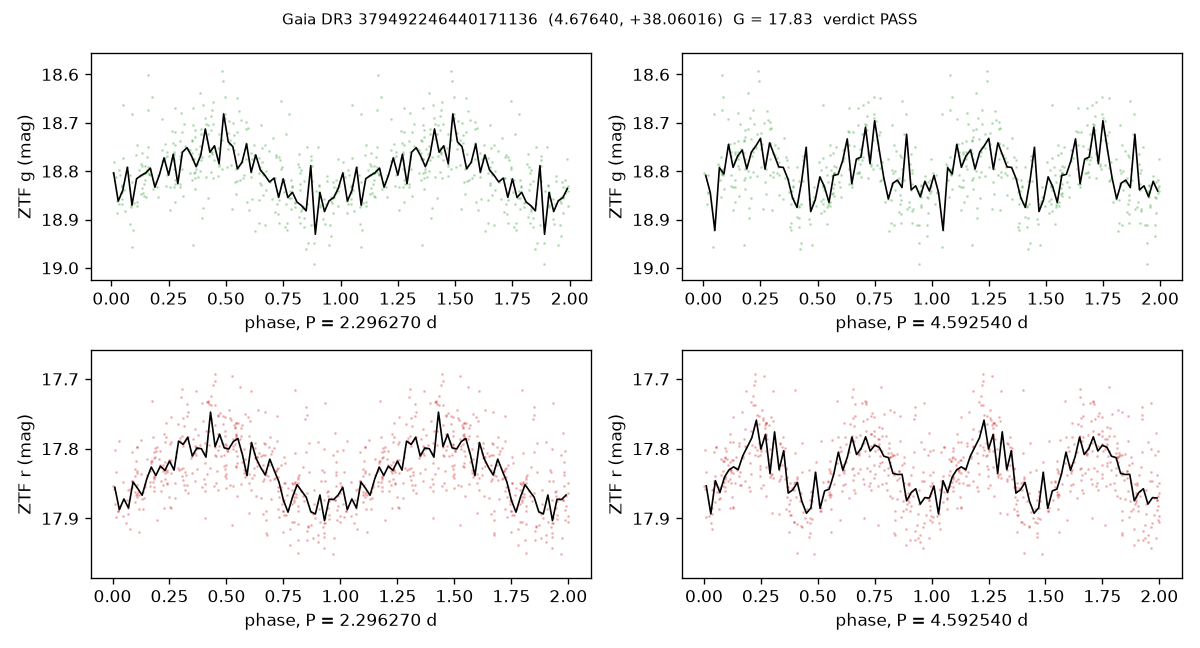 Gaia DR3 379492246440171136 (4.67640, +38.06016) G = 17.83 verdict PASS
ZTF g (mag)
18.6
18.7
18.8
18.9
19.0
0.00 0.25 0.50 0.75 1.00 1.25 1.50 1.75 2.00
phase, P = 2.296270 d
ZTF g (mag)
18.6
18.7
18.8
18.9
19.0
0.00 0.25 0.50 0.75 1.00 1.25 1.50 1.75 2.00
phase, P = 4.592540 d
ZTF r (mag)
17.7
17.8
17.9
0.00 0.25 0.50 0.75 1.00 1.25 1.50 1.75 2.00
phase, P = 2.296270 d
ZTF r (mag)
17.7
17.8
17.9
0.00 0.25 0.50 0.75 1.00 1.25 1.50 1.75 2.00
phase, P = 4.592540 d